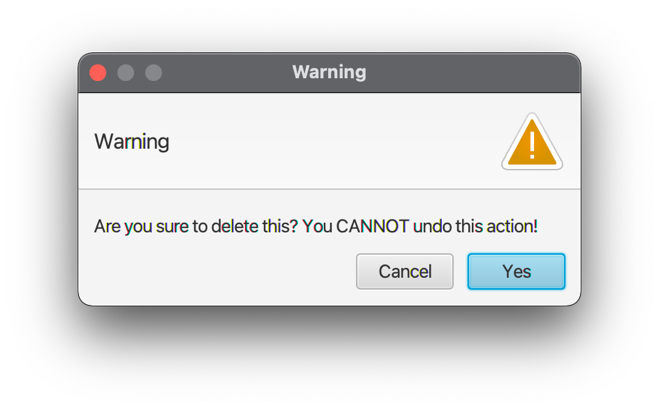 Warning
Warning
Are you sure to delete this? You CANNOT undo this action!
Cancel Yes